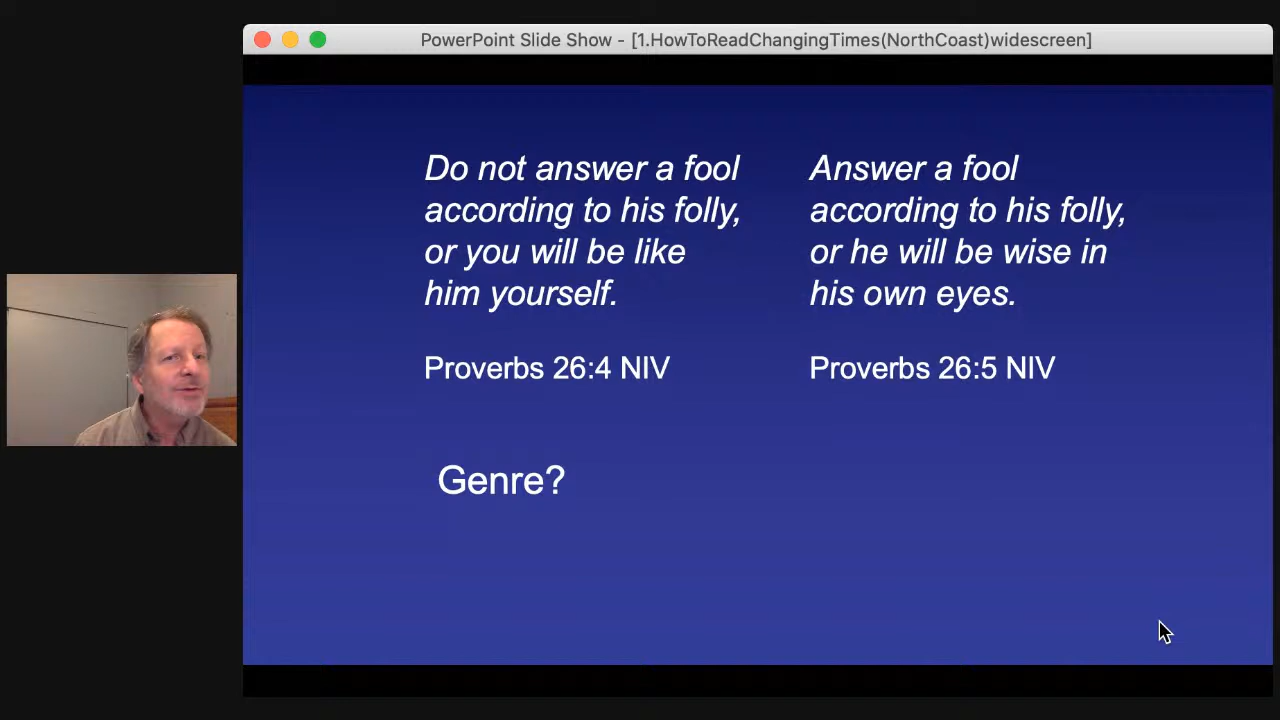 PowerPoint Slide Show - [1.HowToReadChangingTimes(NorthCoast)widescreen]
Do not answer a fool
according to his folly,
or you will be like
him yourself.
Proverbs 26:4 NIV
Answer a fool
according to his folly,
or he will be wise in
his own eyes.
Proverbs 26:5 NIV
Genre?